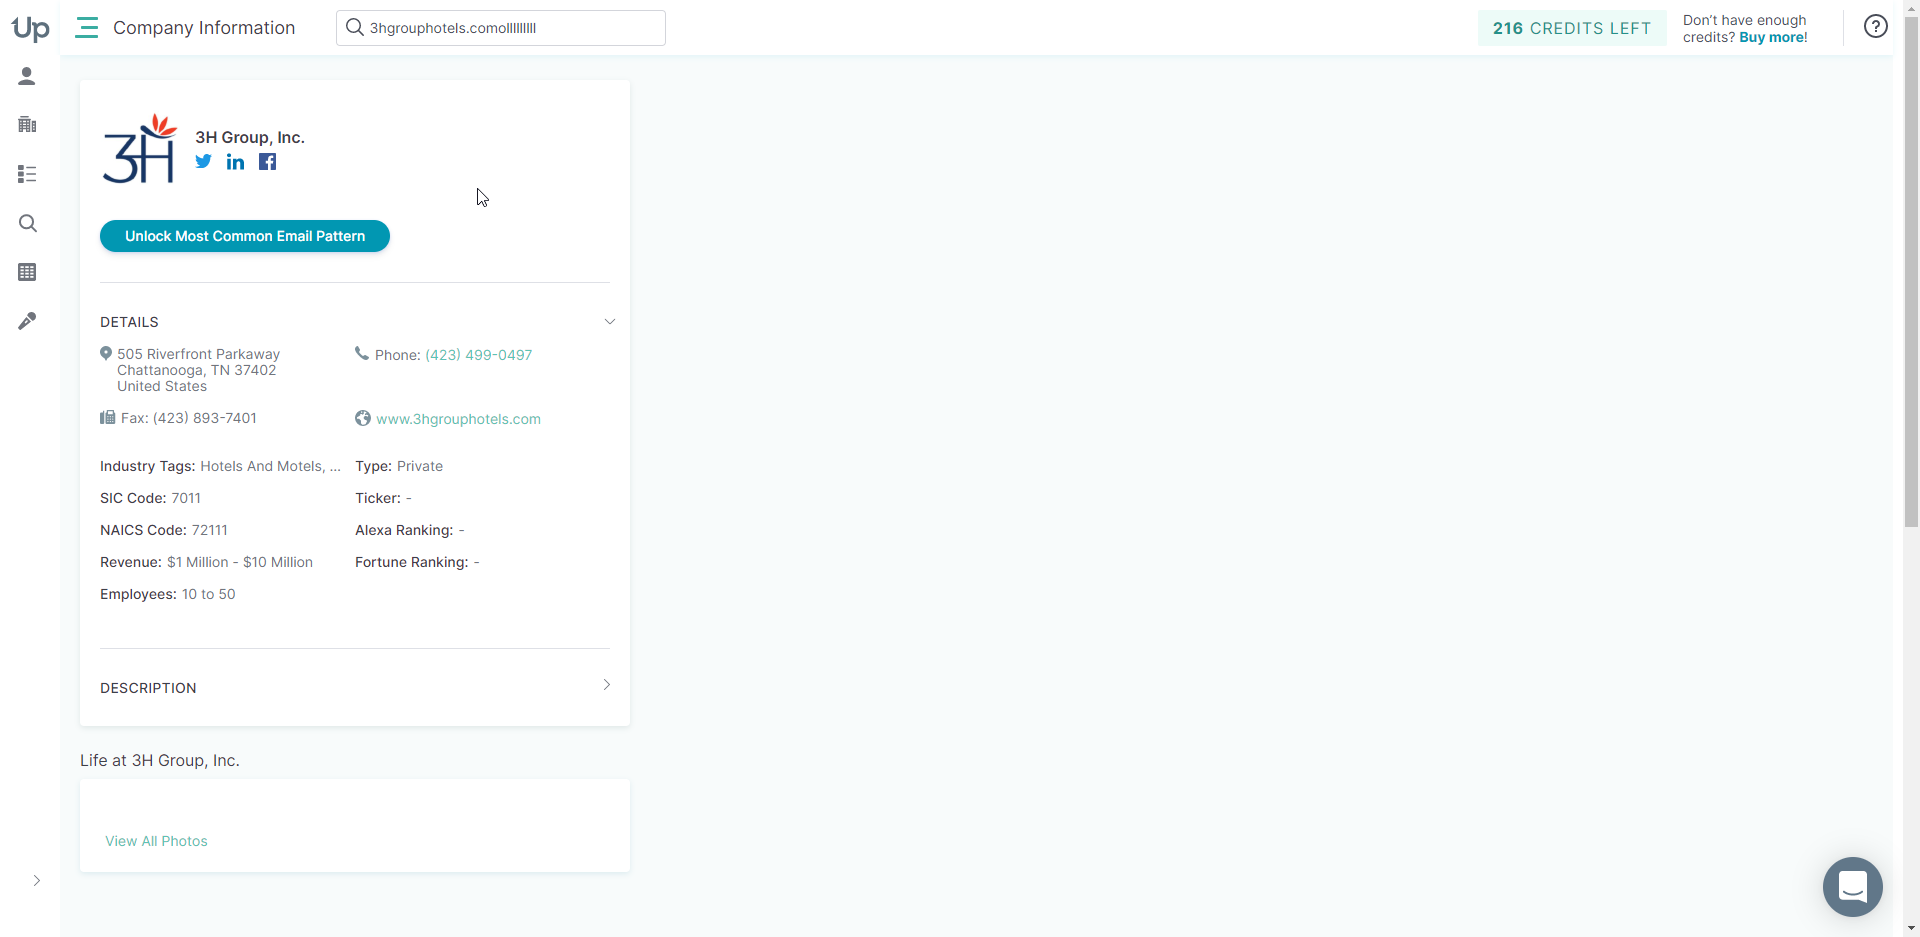 Up
Company Information
3hgrouphotels.comolllllllll
216 CREDITS LEFT
Don't have enough
credits? Buy more!
3H
3H Group, Inc.
Unlock Most Common Email Pattern
DETAILS
505 Riverfront Parkaway
Chattanooga, TN 37402
United States
Phone: (423) 499-0497
Fax: (423) 893-7401
www.3hgrouphotels.com
Industry Tags: Hotels And Motels, ...
Type: Private
SIC Code: 7011
Ticker: -
NAICS Code: 72111
Alexa Ranking: -
Revenue: $1 Million - $10 Million
Fortune Ranking: -
Employees: 10 to 50
DESCRIPTION
Life at 3H Group, Inc.
View All Photos